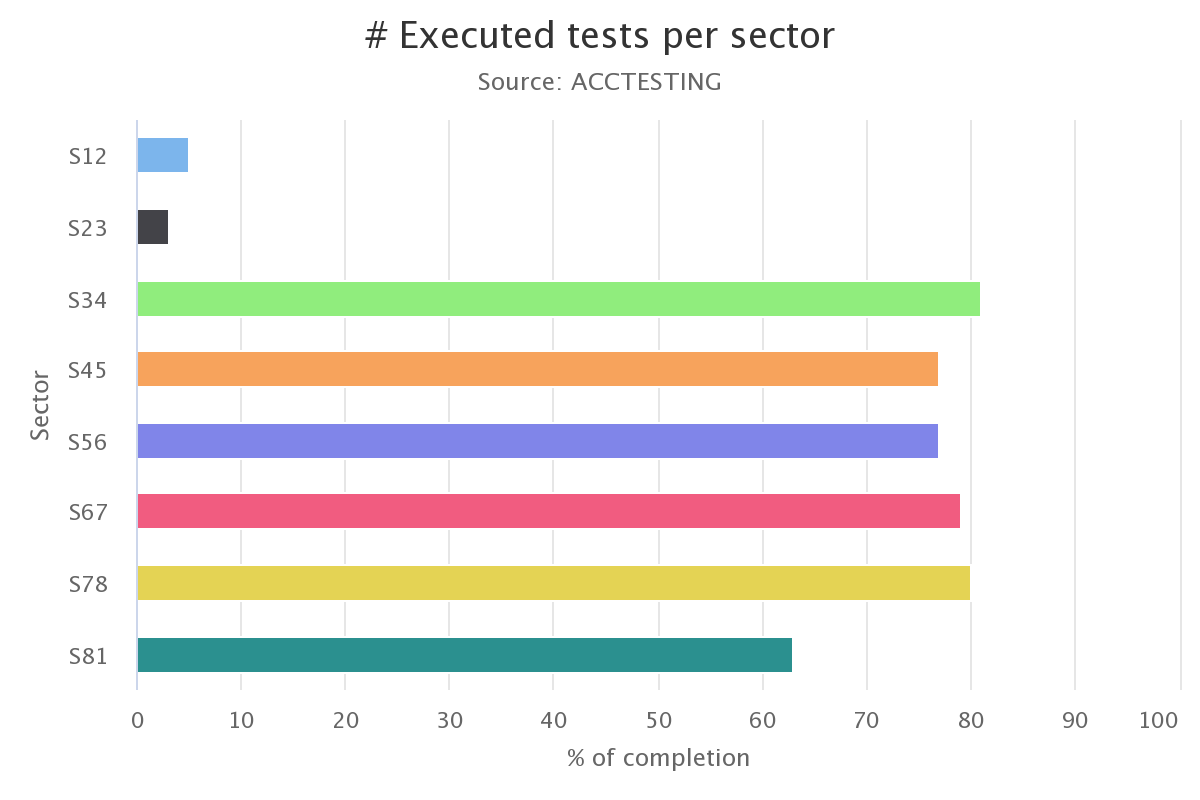 # Executed tests per sector
Source: ACCTESTING
Sector
S12
S23
S34
S45
S56
S67
S78
S81
0 10 20 30 40 50 60 70 80 90 100
% of completion